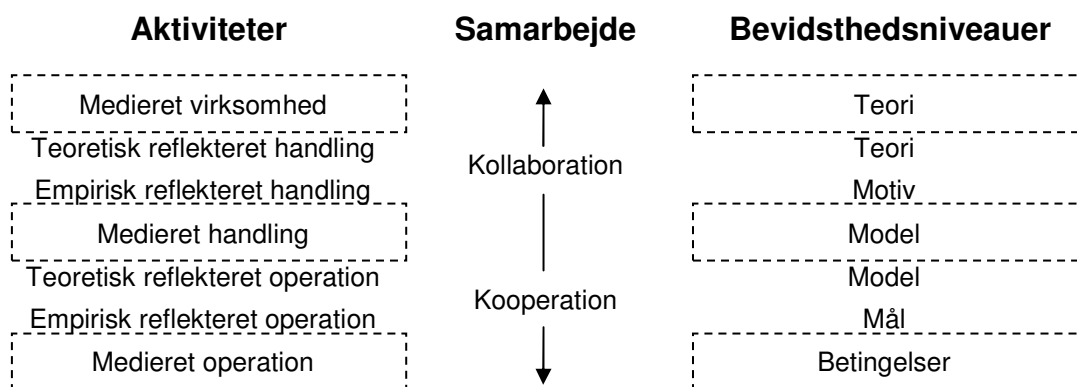 Aktiviteter Samarbejde Bevidsthedsniveauer
Medieret virksomhed Teori
Teoretisk reflekteret handling Teori
Kollaboration
Empirisk reflekteret handling Motiv
Medieret handling Model
Teoretisk reflekteret operation Model
Kooperation
Empirisk reflekteret operation Mål
Medieret operation Betingelser